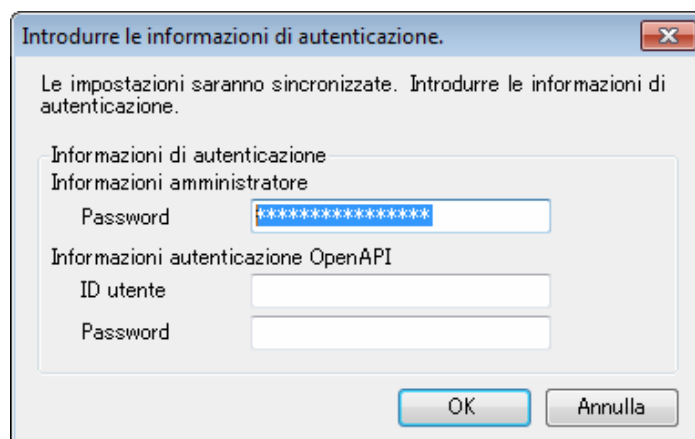 Introdurre le informazioni di autenticazione.
Le impostazioni saranno sincronizzate. Introdurre le informazioni di
autenticazione.
Informazioni di autenticazione
Informazioni amministratore
Password ****************
Informazioni autenticazione OpenAPI
ID utente
Password
OK Annulla